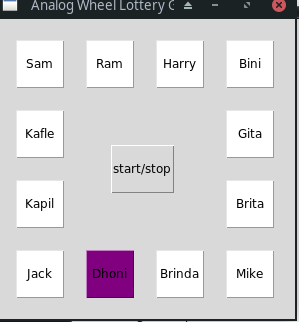 Analog Wheel Lottery G
Sam Ram Harry Bini
Kafle Gita
start/stop
Kapil Brita
Jack Dhoni Brinda Mike